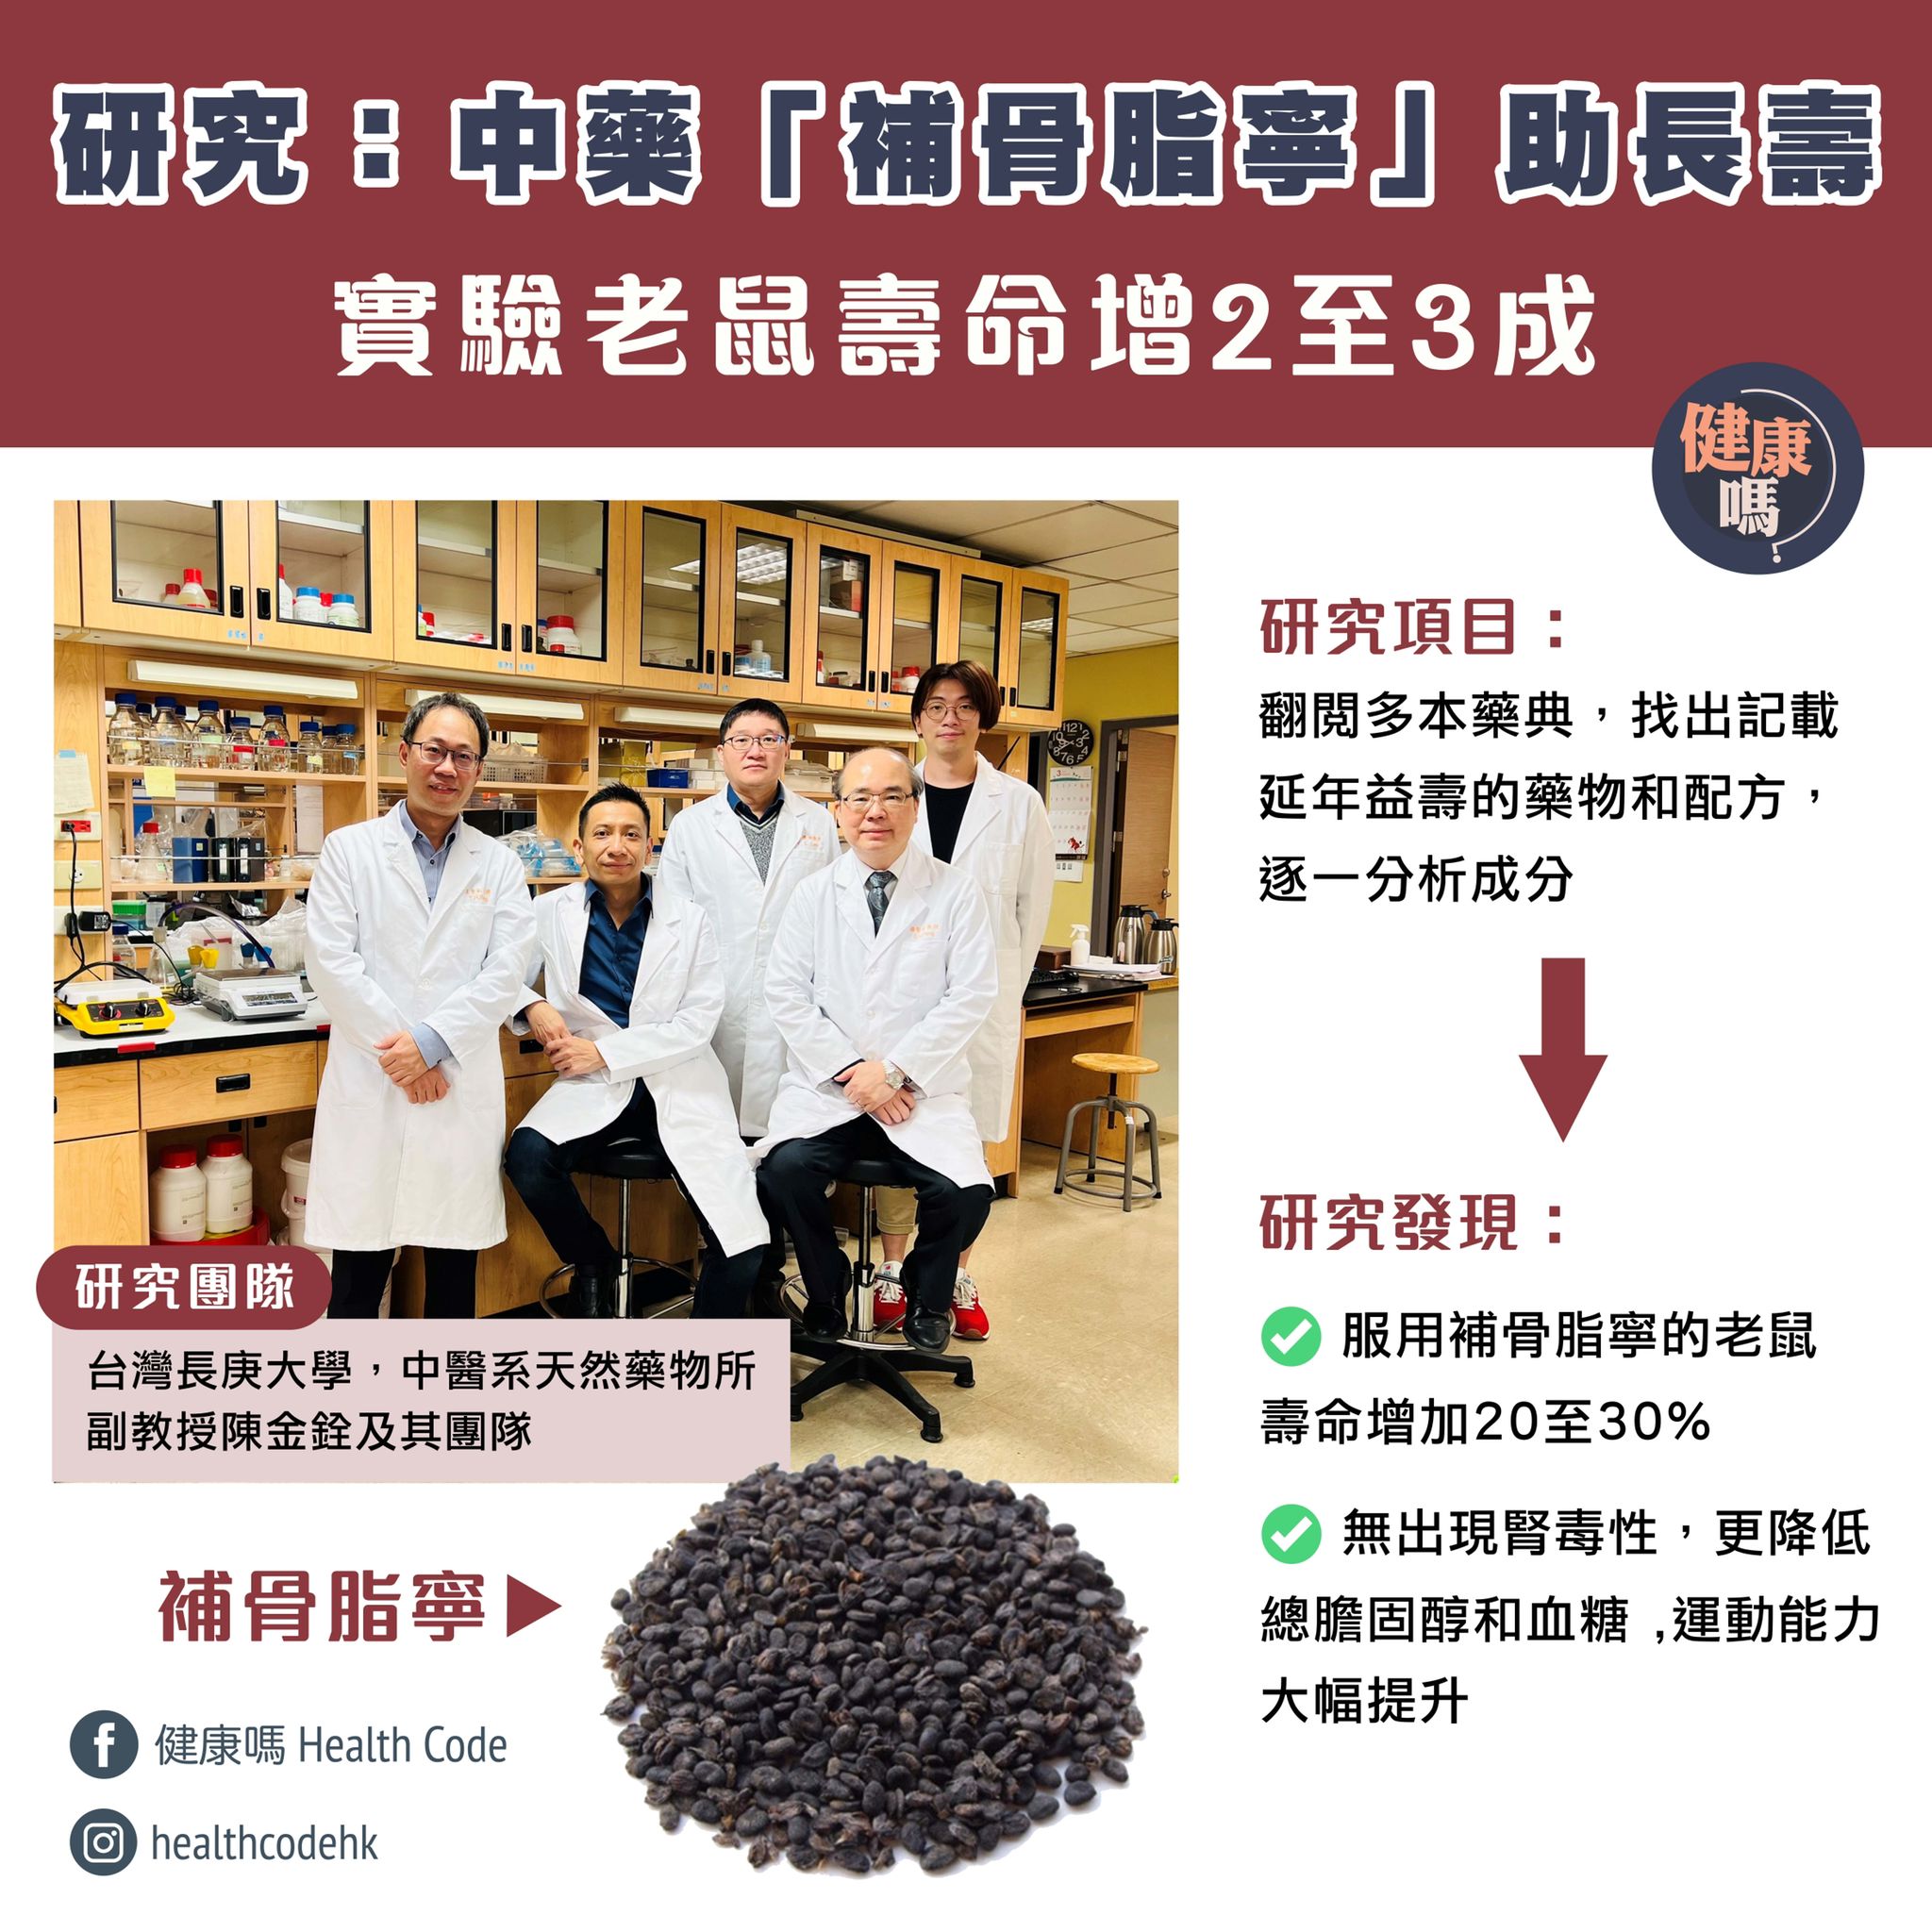 研究：中藥「補骨脂寧」助長壽
實驗老鼠壽命增2至3成
健康
嗎?
研究項目：
翻閲多本藥典，找出記載
延年益壽的藥物和配方，
逐一分析成分
研究發現：
服用補骨脂寧的老鼠
壽命增加20至30%
無出現腎毒性，更降低
總膽固醇和血糖 ,運動能力
大幅提升
研究團隊
台灣長庚大學，中醫系天然藥物所
副教授陳金銓及其團隊
補骨脂寧
健康嗎 Health Code
healthcodehk